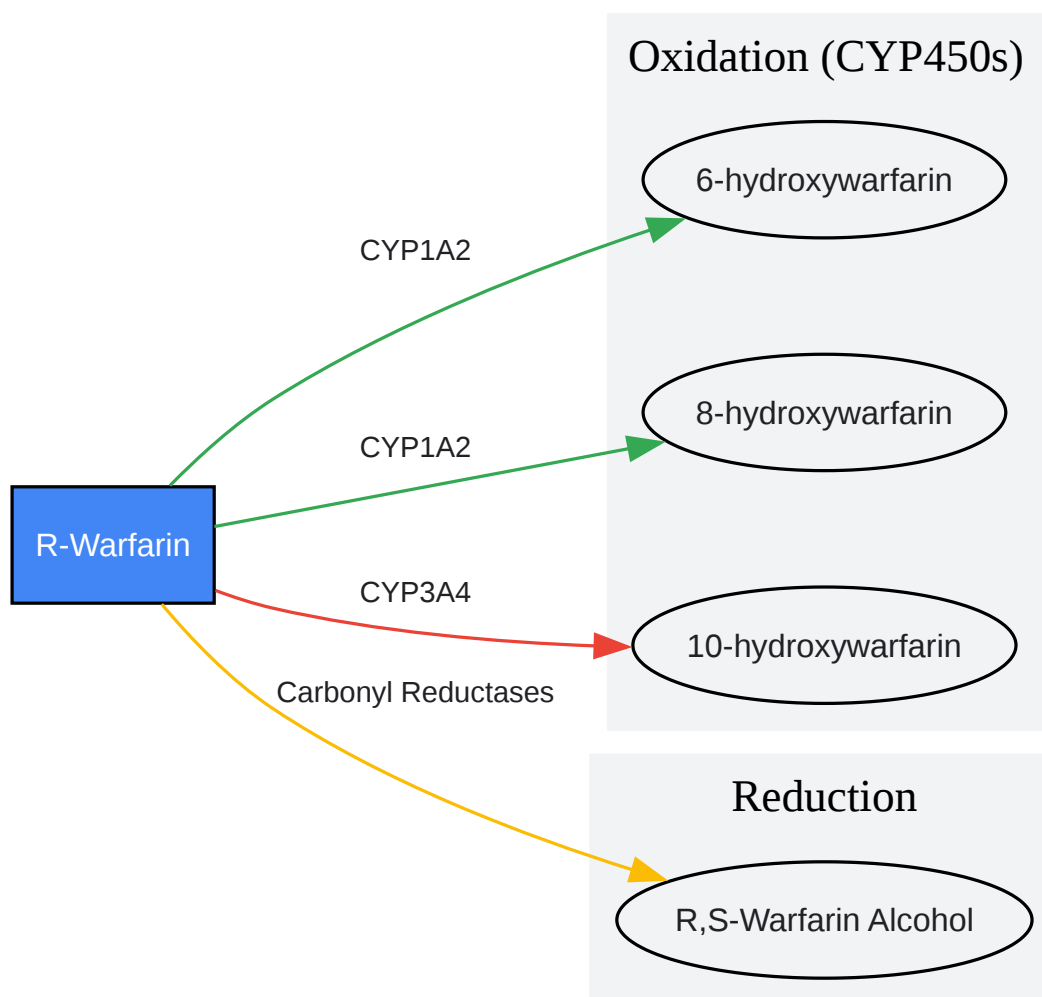 Oxidation (CYP450s)
6-hydroxywarfarin
CYP1A2
8-hydroxywarfarin
CYP1A2
R-Warfarin
CYP3A4
10-hydroxywarfarin
Carbonyl Reductases
Reduction
R,S-Warfarin Alcohol